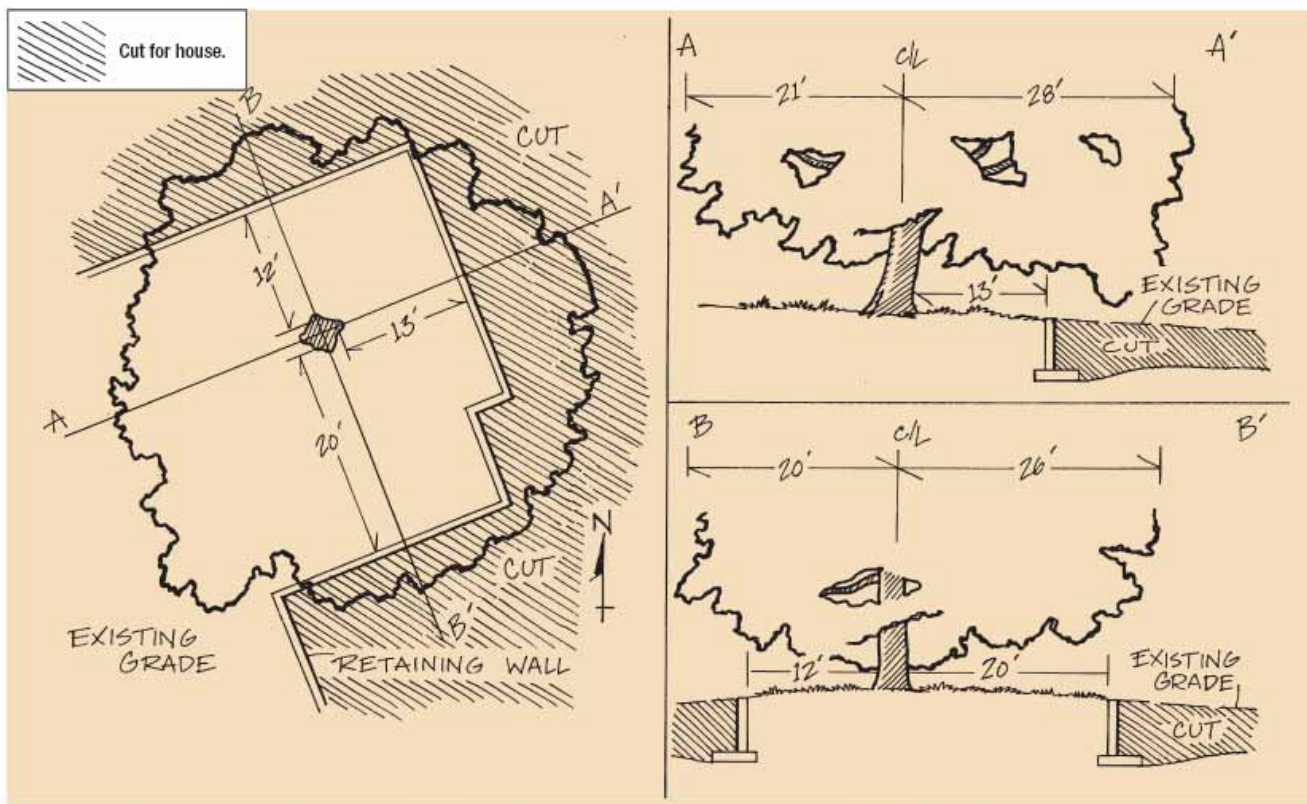 Cut for house.
B
CUT
A'
12'
13'
A
20'
N
CUT
B'
EXISTING
GRADE
RETAINING WALL
A
C/L
A'
21'
28'
13'
EXISTING
GRADE
CUT
B
C/L
B'
20'
26'
12'
20'
EXISTING
GRADE
CUT